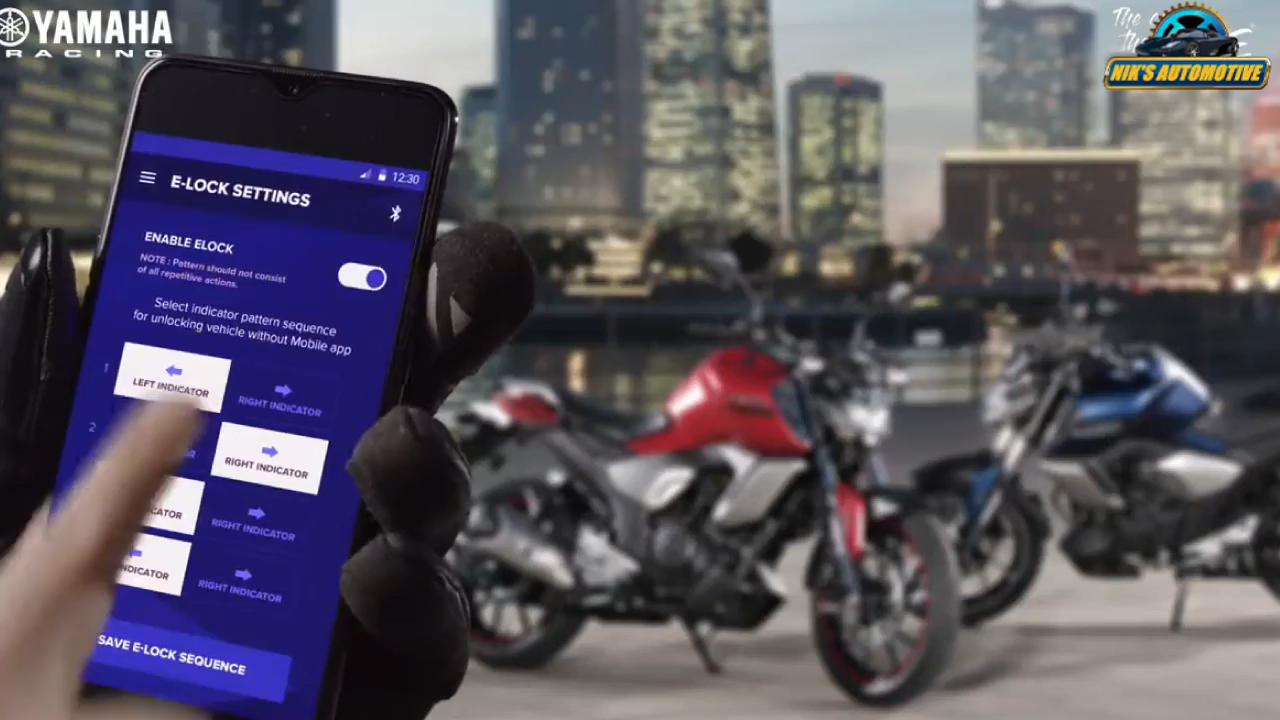 YAMAHA
RACING
The
the
NIK'S AUTOMOTIVE
12:30
E-LOCK SETTINGS
ENABLE ELOCK
NOTE : Pattern should not consist
of all repetitive actions.
Select indicator pattern sequence
for unlocking vehicle without Mobile app
1
LEFT INDICATOR
RIGHT INDICATOR
2
RIGHT INDICATOR
RIGHT INDICATOR
RIGHT INDICATOR
SAVE E-LOCK SEQUENCE